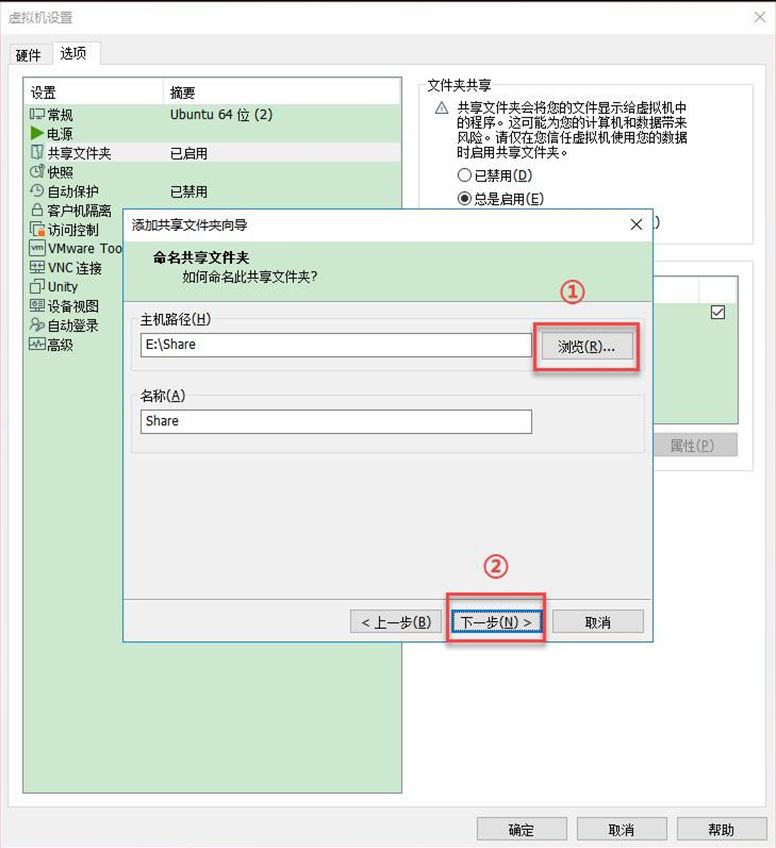 虚拟机设置
硬件 选项
设置 摘要
常规 Ubuntu 64 位 (2)
电源
共享文件夹 已启用
快照
自动保护 已禁用
客户机隔离
访问控制
VMware Too
VNC 连接
Unity
设备视图
自动登录
高级
文件夹共享
共享文件夹会将您的文件显示给虚拟机中
的程序。这可能为您的计算机和数据带来
风险。请仅在您信任虚拟机使用您的数据
时启用共享文件夹。
已禁用(D)
总是启用(E)
)
添加共享文件夹向导
命名共享文件夹
如何命名此共享文件夹?
①
主机路径(H)
E:\Share
浏览(R)...
名称(A)
Share
属性(P)
②
< 上一步(B) 下一步(N) > 取消
确定 取消 帮助
vm